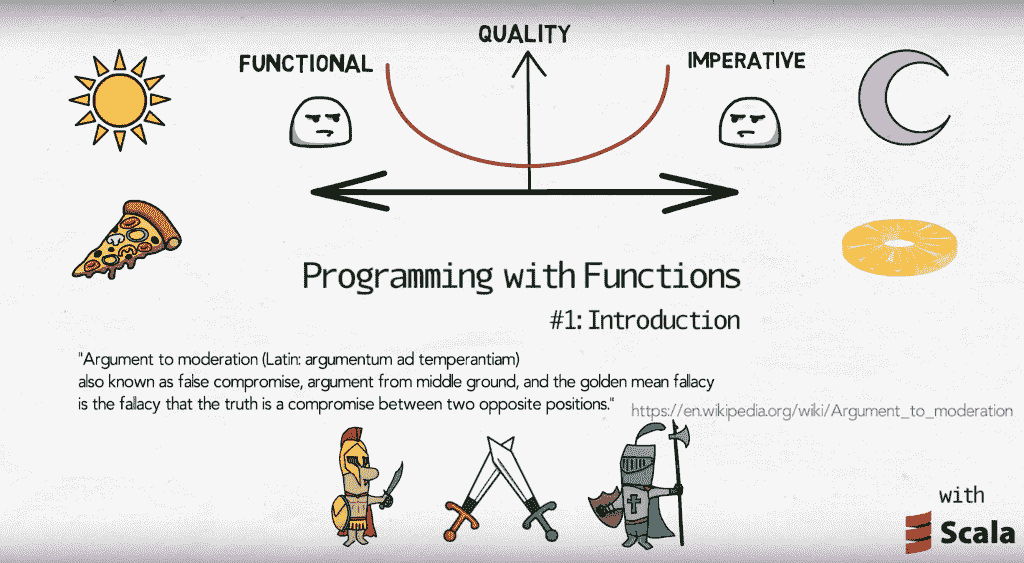 QUALITY
FUNCTIONAL
IMPERATIVE
Programming with Functions
#1: Introduction
"Argument to moderation (Latin: argumentum ad temperantiam)
also known as false compromise, argument from middle ground, and the golden mean fallacy
is the fallacy that the truth is a compromise between two opposite positions."
https://en.wikipedia.org/wiki/Argument_to_moderation
with
Scala